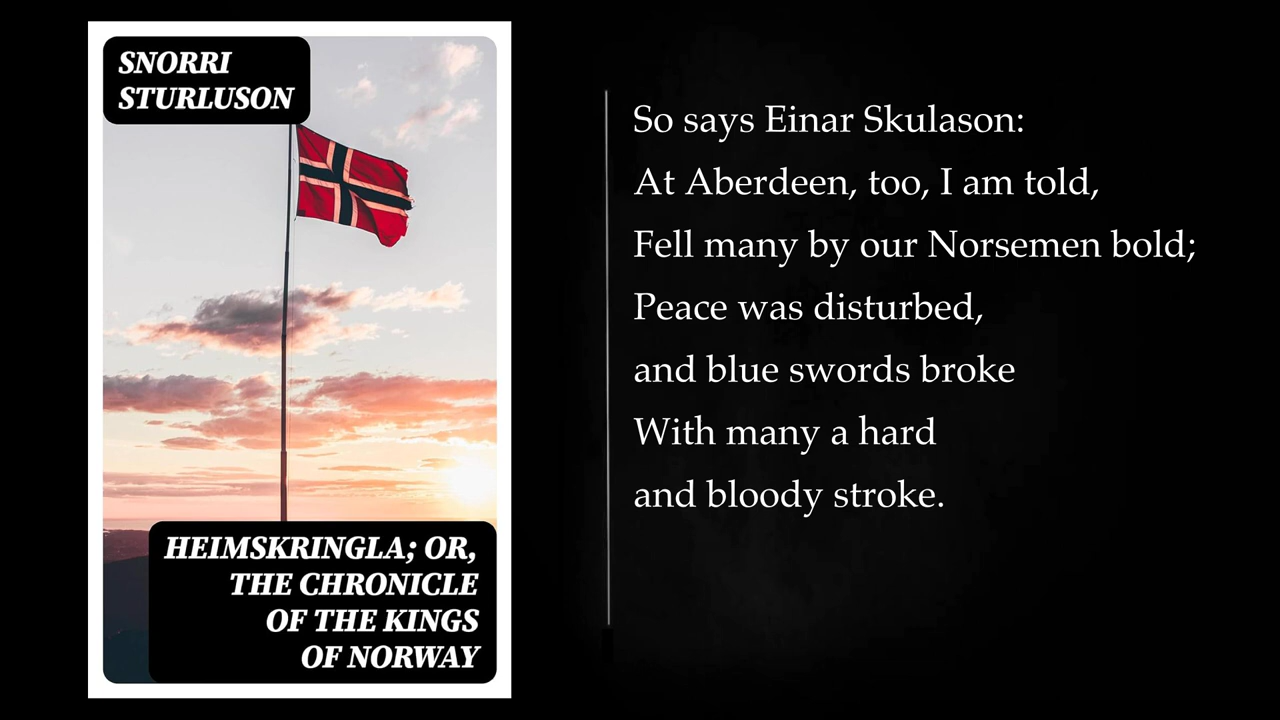 SNORRI
STURLUSON
HEIMSKRINGLA; OR,
THE CHRONICLE
OF THE KINGS
OF NORWAY
So says Einar Skulason:
At Aberdeen, too, I am told,
Fell many by our Norsemen bold;
Peace was disturbed,
and blue swords broke
With many a hard
and bloody stroke.